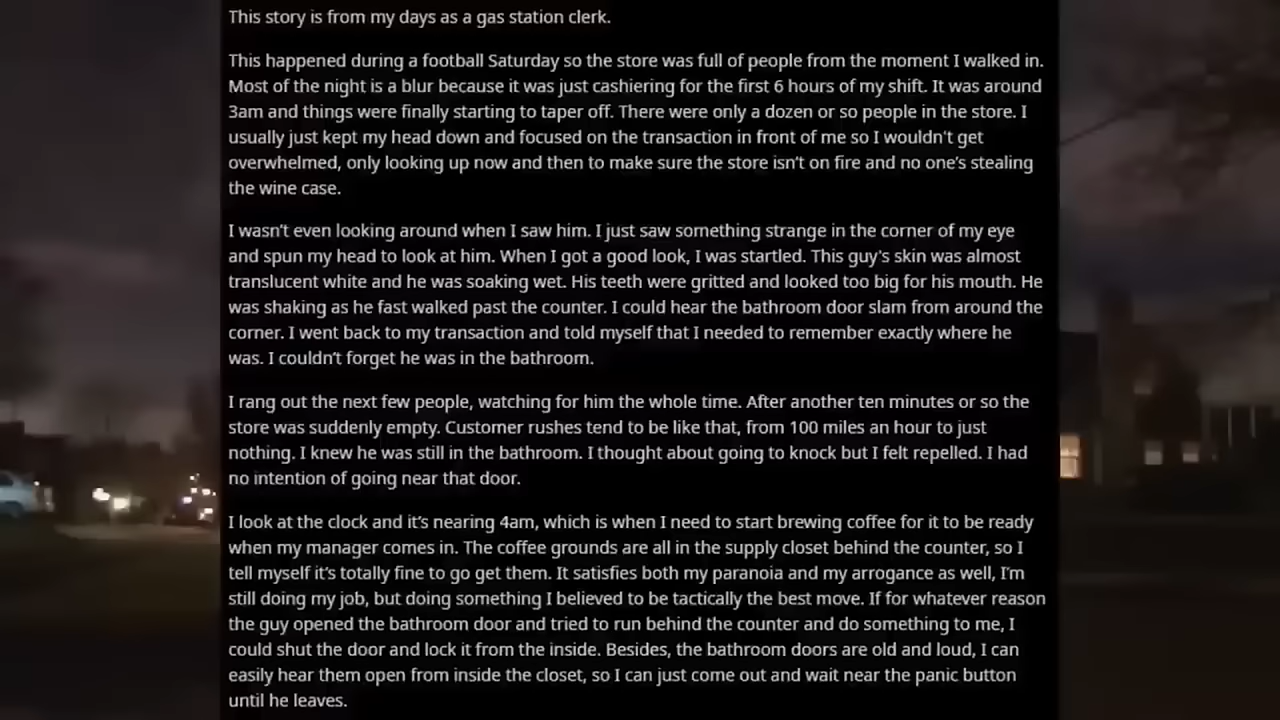 This story is from my days as a gas station clerk.
This happened during a football Saturday so the store was full of people from the moment I walked in.
Most of the night is a blur because it was just cashiering for the first 6 hours of my shift. It was around
3am and things were finally starting to taper off. There were only a dozen or so people in the store. I
usually just kept my head down and focused on the transaction in front of me so I wouldn't get
overwhelmed, only looking up now and then to make sure the store isn't on fire and no one's stealing
the wine case.
I wasn't even looking around when I saw him. I just saw something strange in the corner of my eye
and spun my head to look at him. When I got a good look, I was startled. This guy's skin was almost
translucent white and he was soaking wet. His teeth were gritted and looked too big for his mouth. He
was shaking as he fast walked past the counter. I could hear the bathroom door slam from around the
corner. I went back to my transaction and told myself that I needed to remember exactly where he
was. I couldn't forget he was in the bathroom.
I rang out the next few people, watching for him the whole time. After another ten minutes or so the
store was suddenly empty. Customer rushes tend to be like that, from 100 miles an hour to just
nothing. I knew he was still in the bathroom. I thought about going to knock but I felt repelled. I had
no intention of going near that door.
I look at the clock and it's nearing 4am, which is when I need to start brewing coffee for it to be ready
when my manager comes in. The coffee grounds are all in the supply closet behind the counter, so I
tell myself it's totally fine to go get them. It satisfies both my paranoia and my arrogance as well, I'm
still doing my job, but doing something I believed to be tactically the best move. If for whatever reason
the guy opened the bathroom door and tried to run behind the counter and do something to me, I
could shut the door and lock it from the inside. Besides, the bathroom doors are old and loud, I can
easily hear them open from inside the closet, so I can just come out and wait near the panic button
until he leaves.